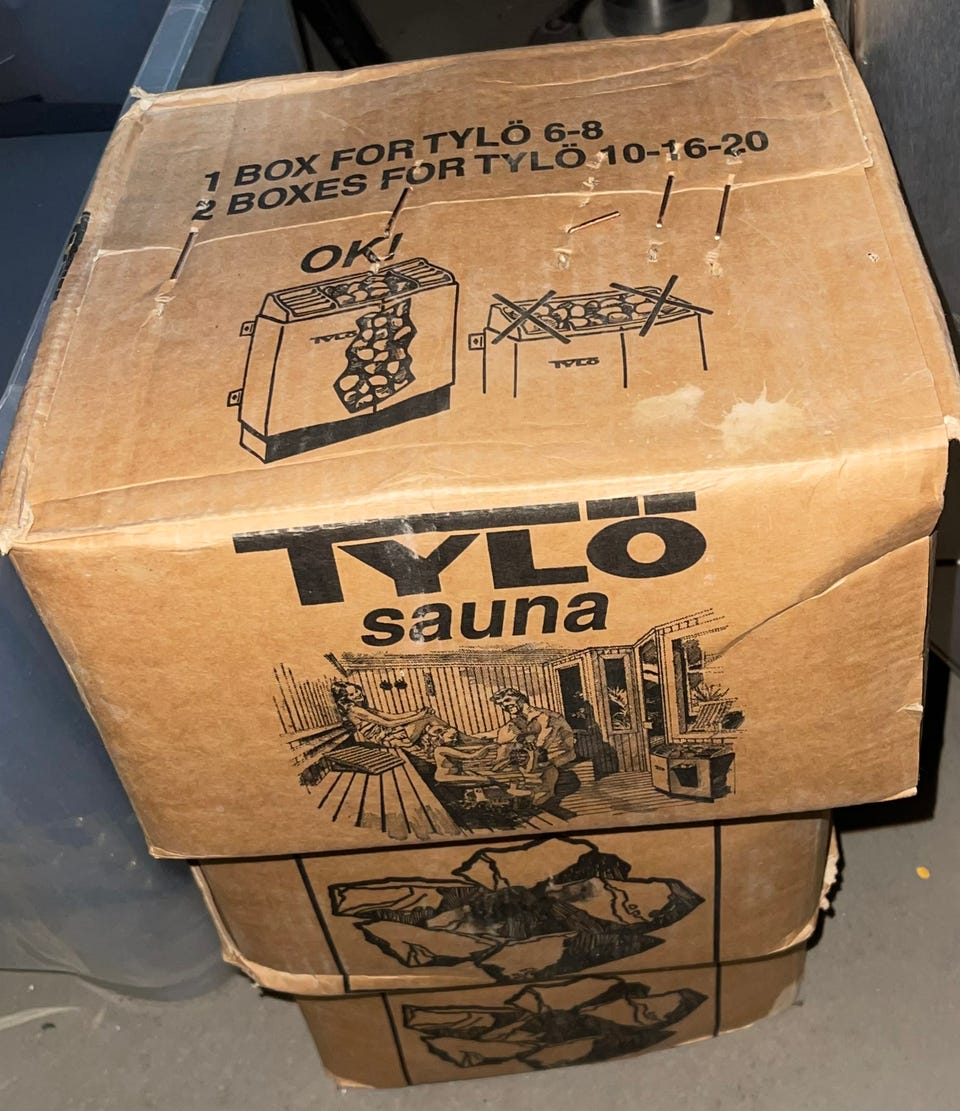 1 BOX FOR TYLÖ 6-8
2 BOXES FOR TYLÖ 10-16-20
OK!
TYLÖ
TYLÖ
TYLÖ
sauna